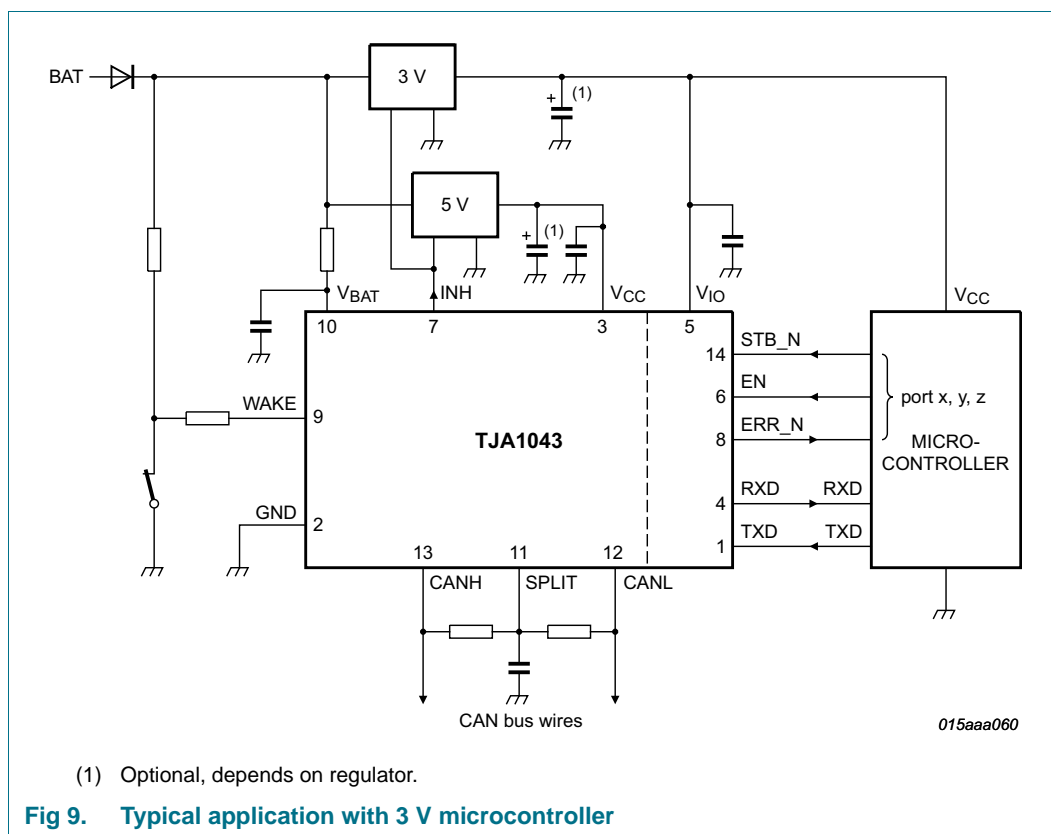 BAT
3 V
+
(1)
5 V
+
(1)
VBAT
INH
VCC
VIO
VCC
10
7
3
5
STB_N
14
EN
6
port x, y, z
WAKE
9
ERR_N
8
TJA1043
MICRO-
CONTROLLER
RXD
RXD
4
GND
2
TXD
TXD
1
13
11
12
CANH
SPLIT
CANL
CAN bus wires
015aaa060
(1) Optional, depends on regulator.
Fig 9. Typical application with 3 V microcontroller